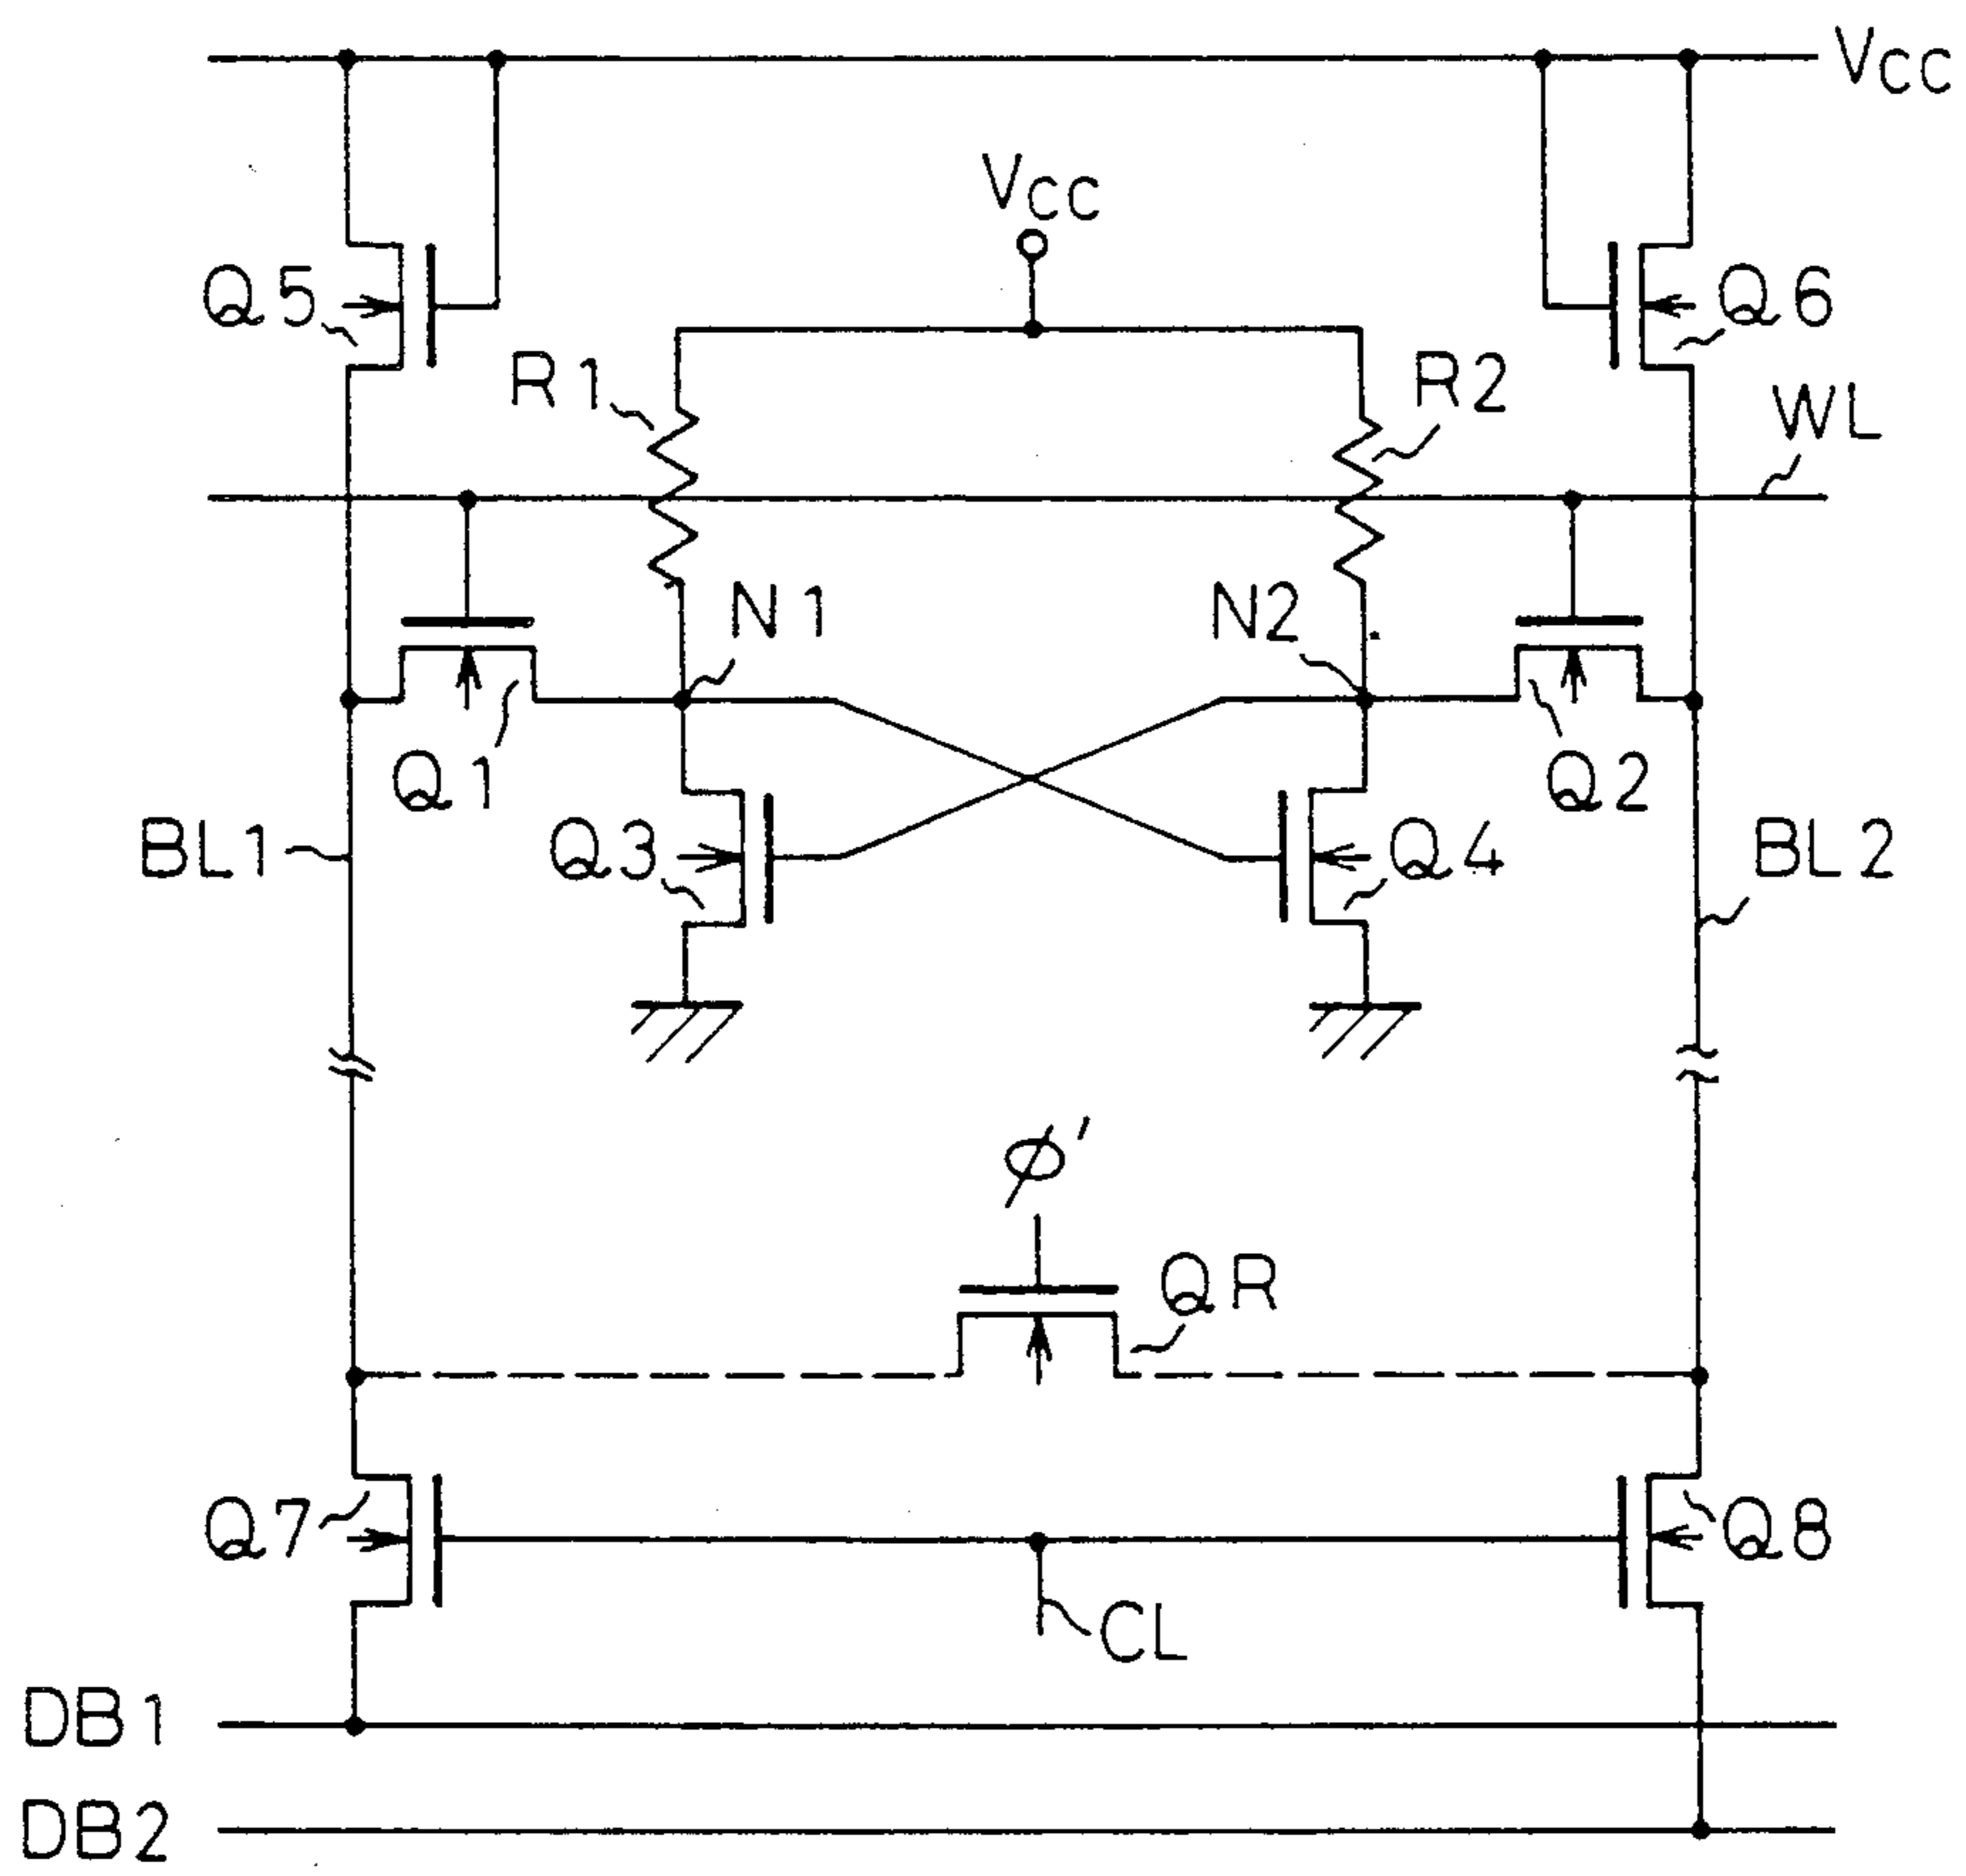 VCC
VCC
Q5
Q6
R1
R2
WL
N1
N2
Q1
Q2
BL1
Q3
Q4
BL2
φ'
QR
Q7
Q8
CL
DB1
DB2